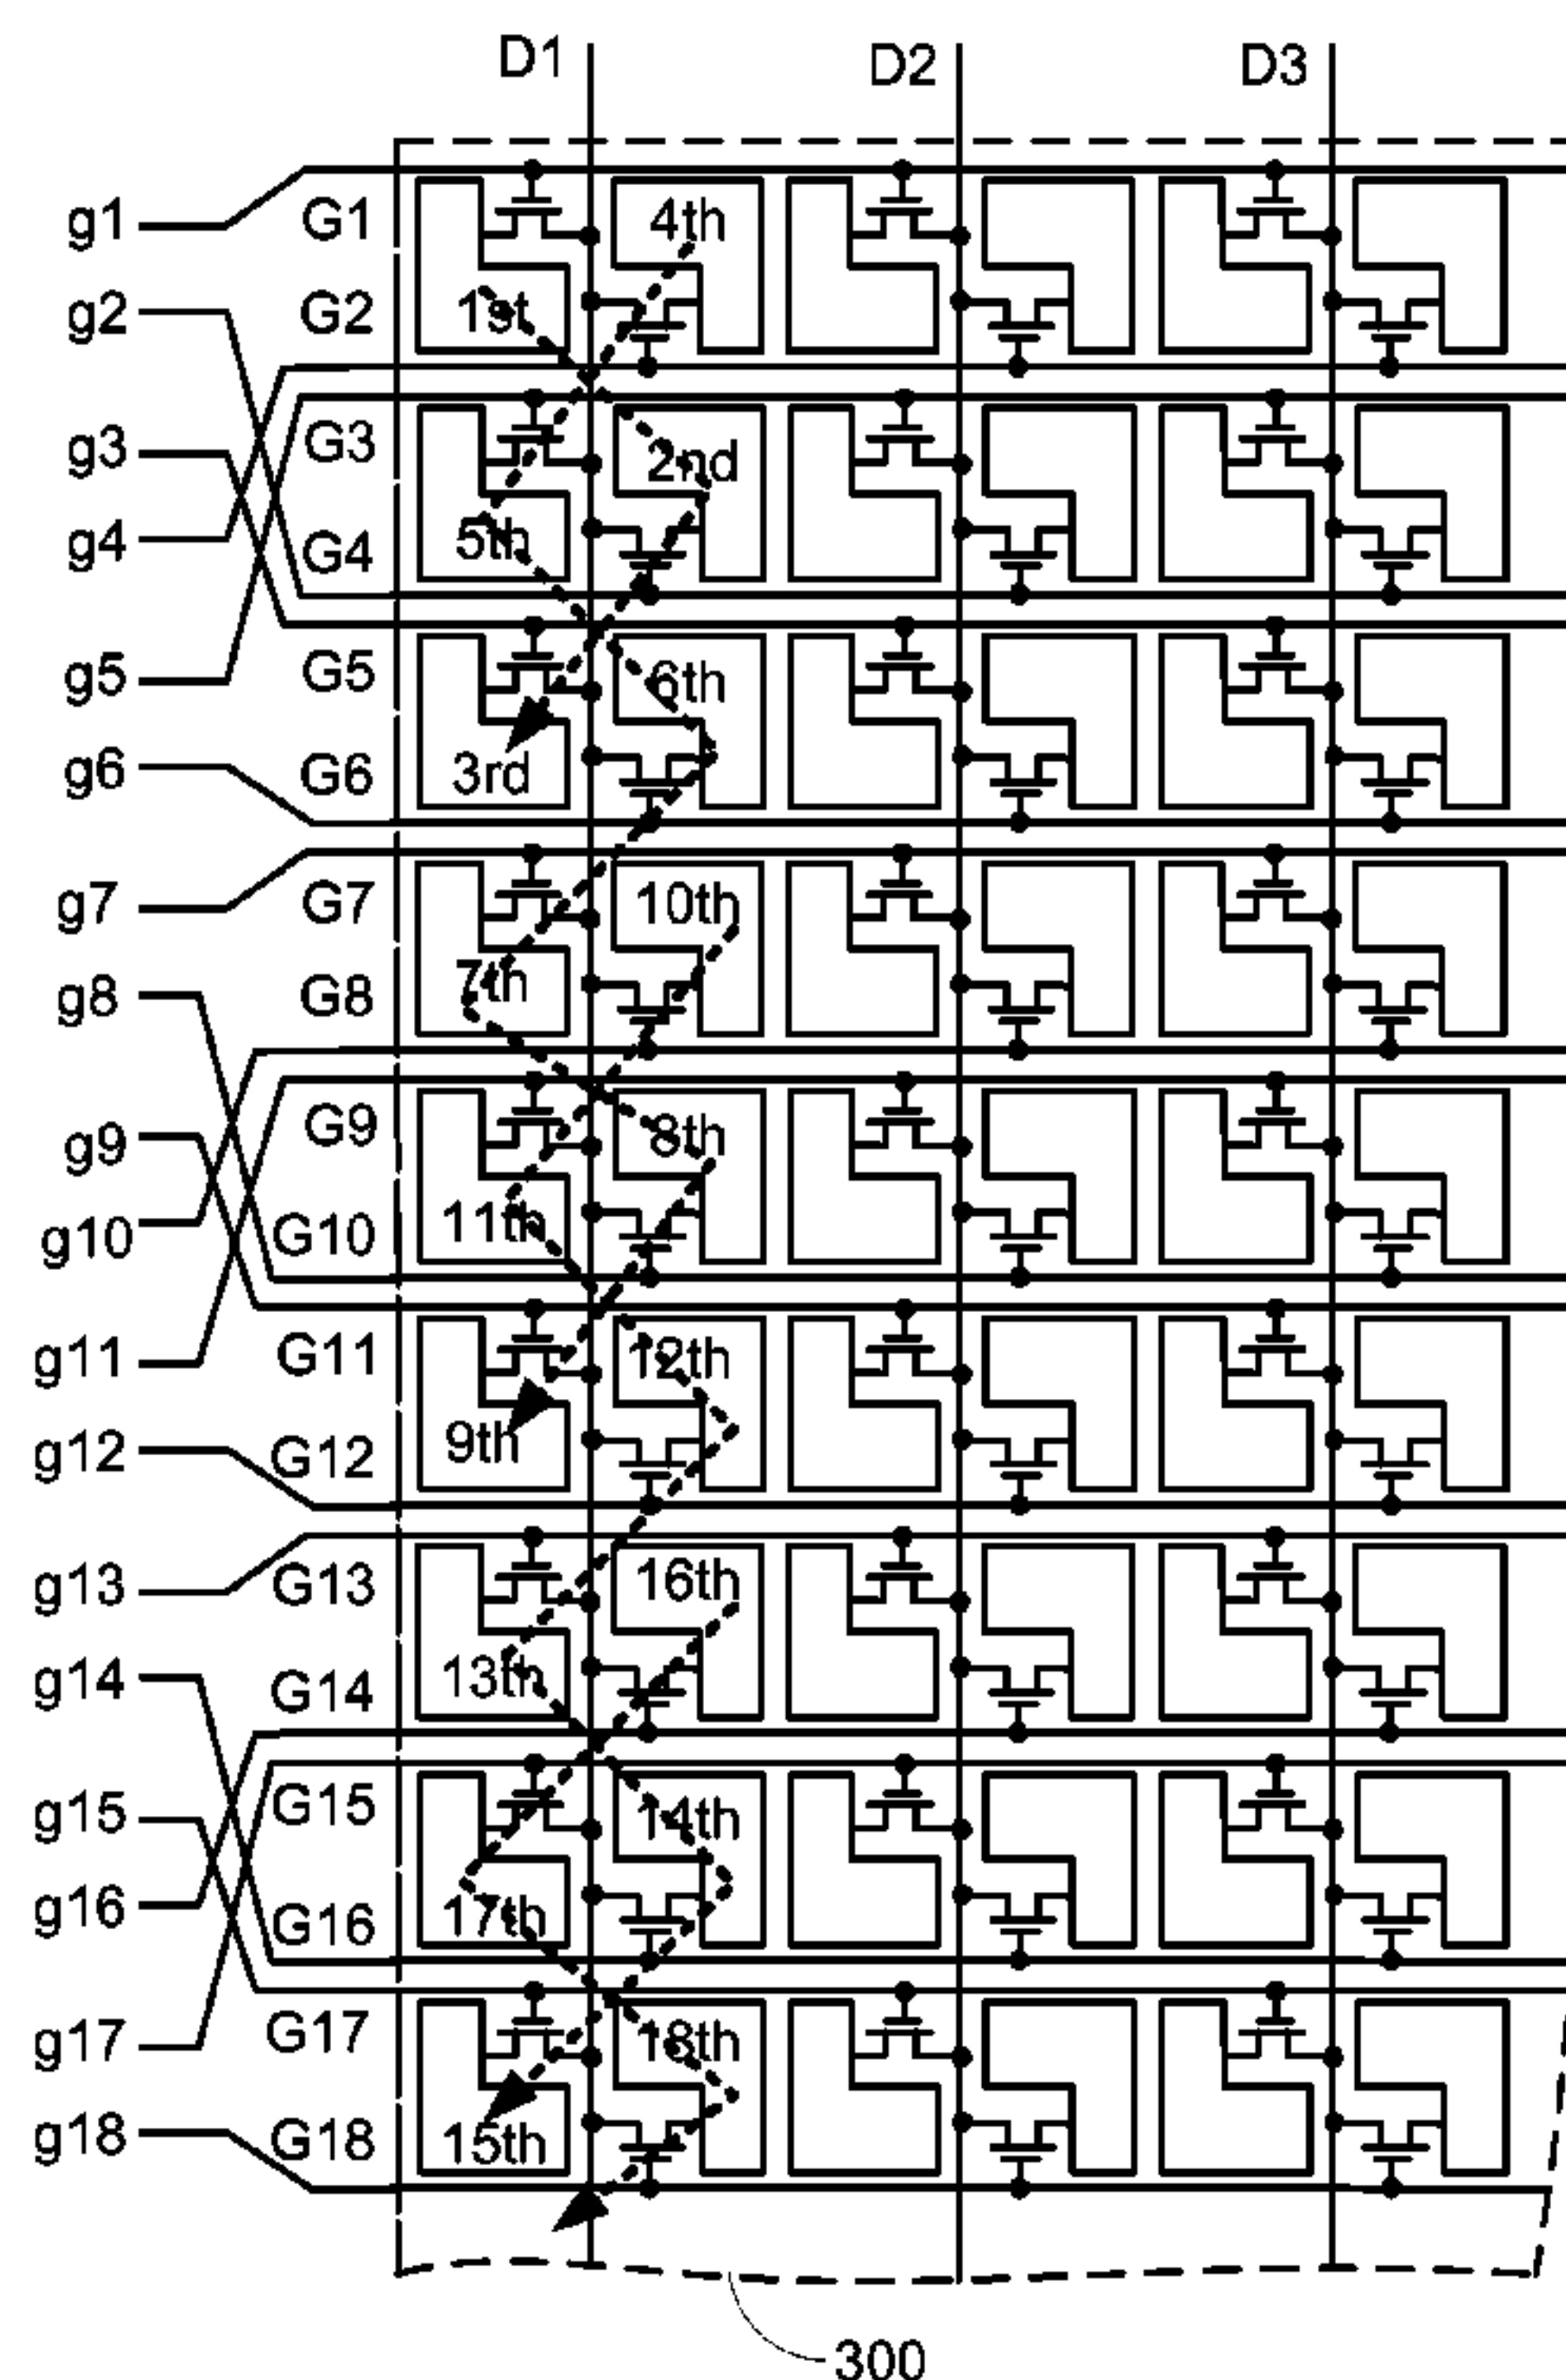 D1 D2 D3
g1 G1 4th
g2 G2 1st
g3 G3 2nd
g4 G4 5th
g5 G5 6th
g6 G6 3rd
g7 G7 10th
g8 G8 7th
g9 G9 8th
g10 G10 11th
g11 G11 12th
g12 G12 9th
g13 G13 16th
g14 G14 13th
g15 G15 14th
g16 G16 17th
g17 G17 18th
g18 G18 15th
300